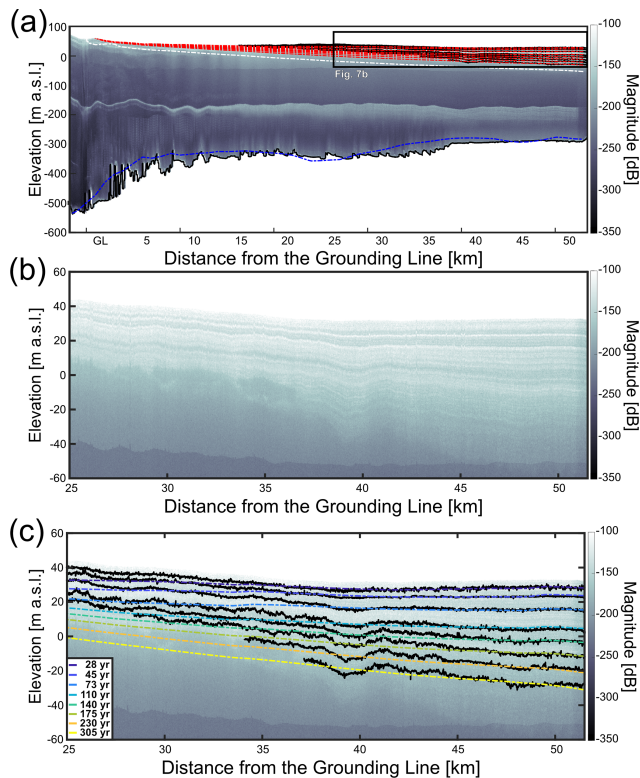 (a)
100
0
-100
-200
-300
-400
-500
-600
Elevation [m a.s.l.]
Fig. 7b
GL 5 10 15 20 25 30 35 40 45 50
Distance from the Grounding Line [km]
-100
-150
-200
-250
-300
-350
Magnitude [dB]
(b)
60
40
20
0
-20
-40
-60
Elevation [m a.s.l.]
25 30 35 40 45 50
Distance from the Grounding Line [km]
-100
-150
-200
-250
-300
-350
Magnitude [dB]
(c)
60
40
20
0
-20
-40
-60
Elevation [m a.s.l.]
28 yr
45 yr
73 yr
110 yr
140 yr
175 yr
230 yr
305 yr
25 30 35 40 45 50
Distance from the Grounding Line [km]
-100
-150
-200
-250
-300
-350
Magnitude [dB]